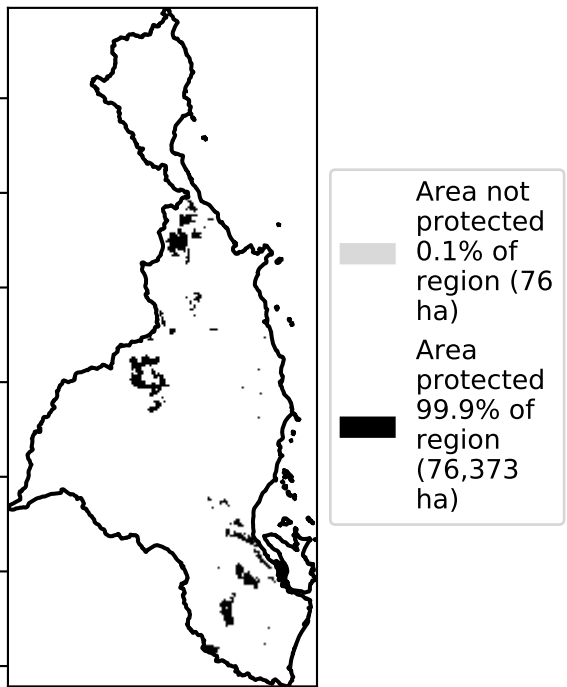 Area not
protected
0.1% of
region (76
ha)
Area
protected
99.9% of
region
(76,373
ha)